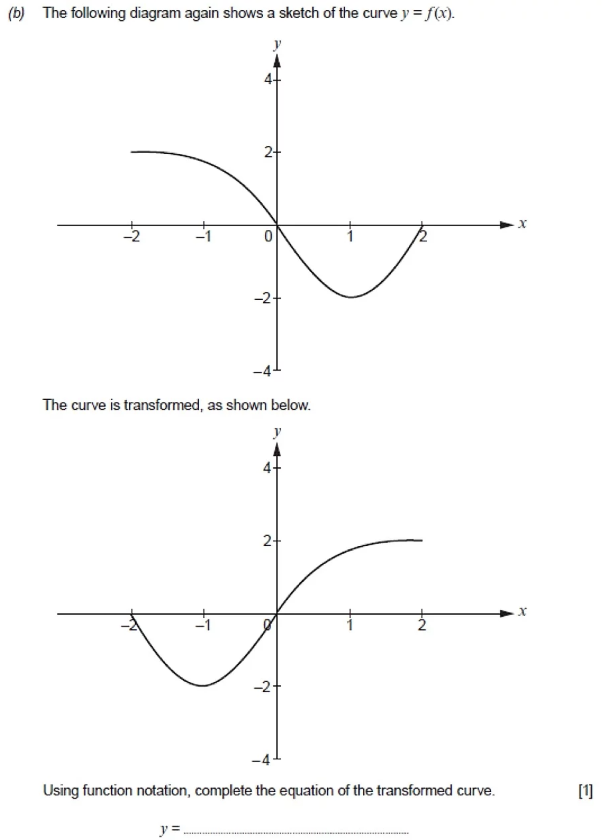 (b) The following diagram again shows a sketch of the curve y = f(x).
y
4
2
x
–2 –1 0 1 2
–2
–4
The curve is transformed, as shown below.
y
4
2
x
–2 –1 0 1 2
–2
–4
Using function notation, complete the equation of the transformed curve. [1]
y = ........................................................................